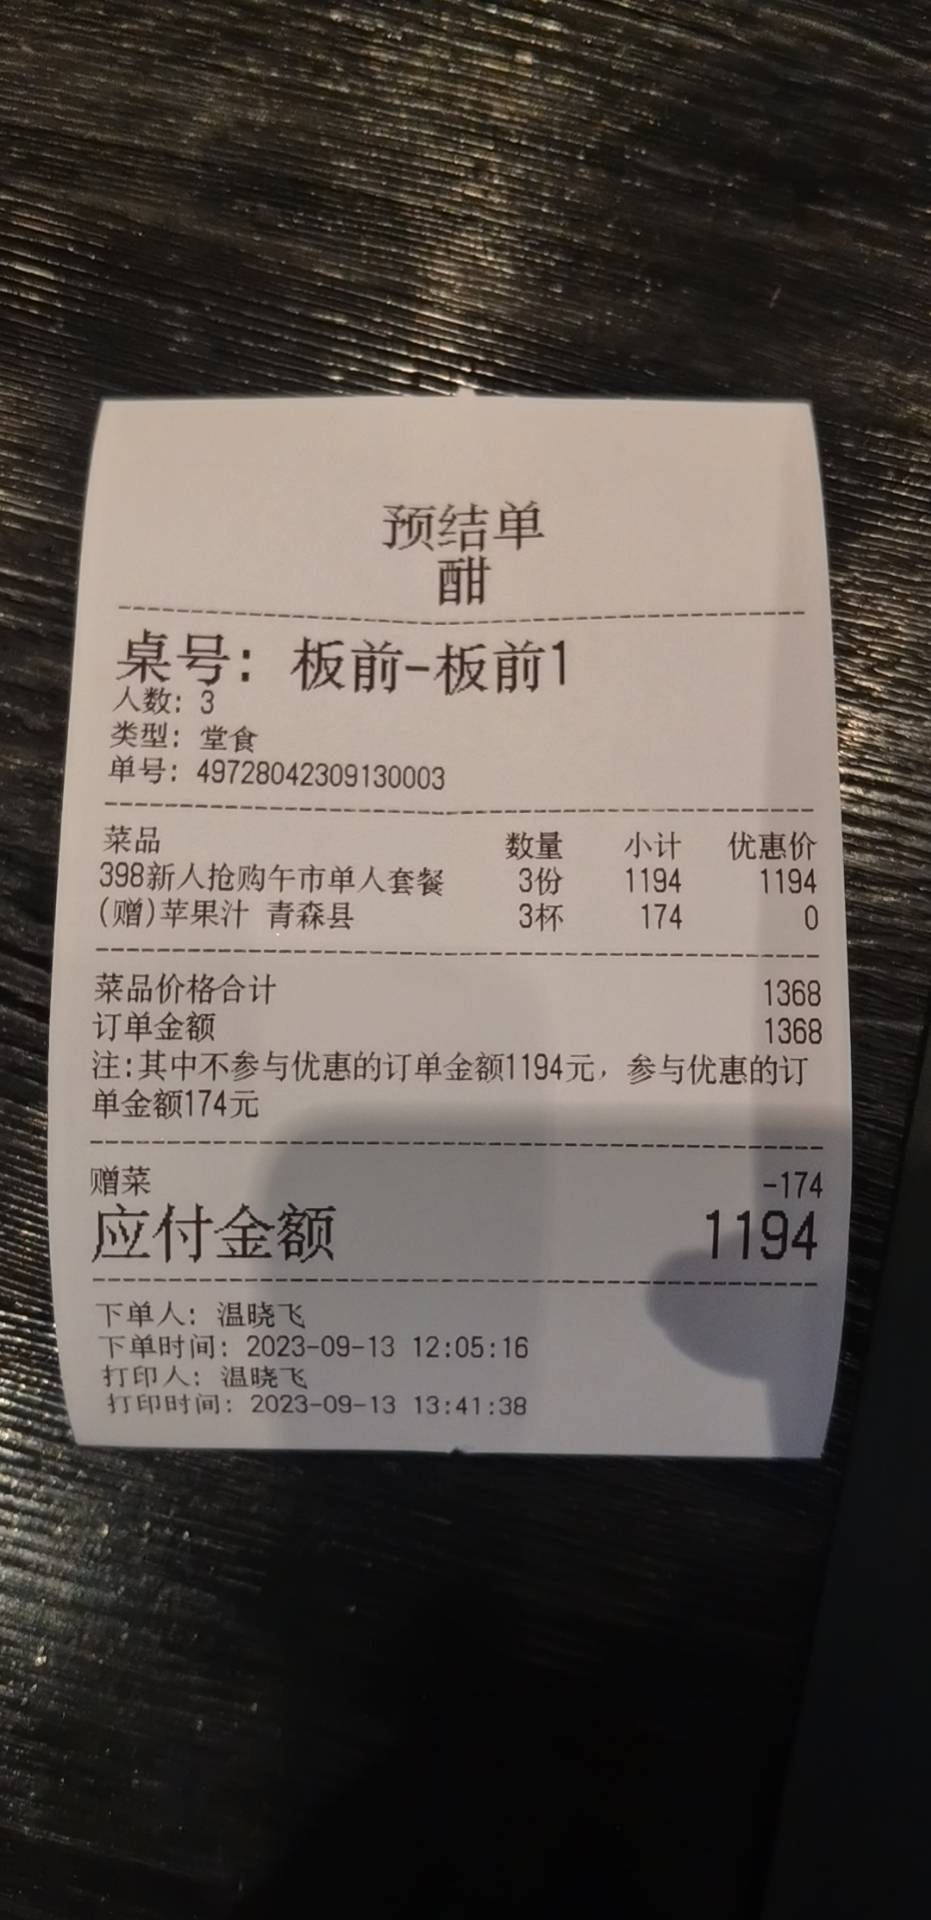 预结单
酣
桌号: 板前-板前1
人数: 3
类型: 堂食
单号: 49728042309130003
菜品 数量 小计 优惠价
398新人抢购午市单人套餐 3份 1194 1194
(赠)苹果汁 青森县 3杯 174 0
菜品价格合计 1368
订单金额 1368
注:其中不参与优惠的订单金额1194元, 参与优惠的订
单金额174元
赠菜 -174
应付金额 1194
下单人: 温晓飞
下单时间: 2023-09-13 12:05:16
打印人: 温晓飞
打印时间: 2023-09-13 13:41:38